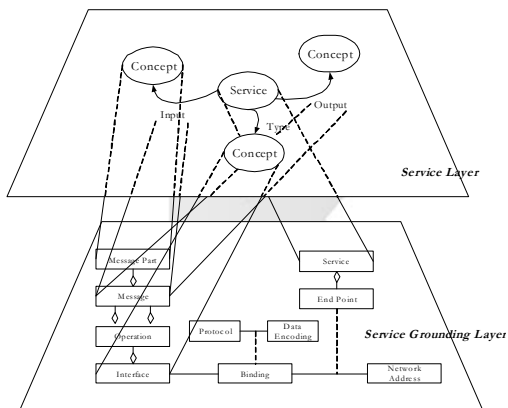 Concept
Concept
Service
Input
Output
Type
Concept
Service Layer
Message Part
Service
Message
End Point
Operation
Protocol
Data
Encoding
Service Grounding Layer
Interface
Binding
Network
Address